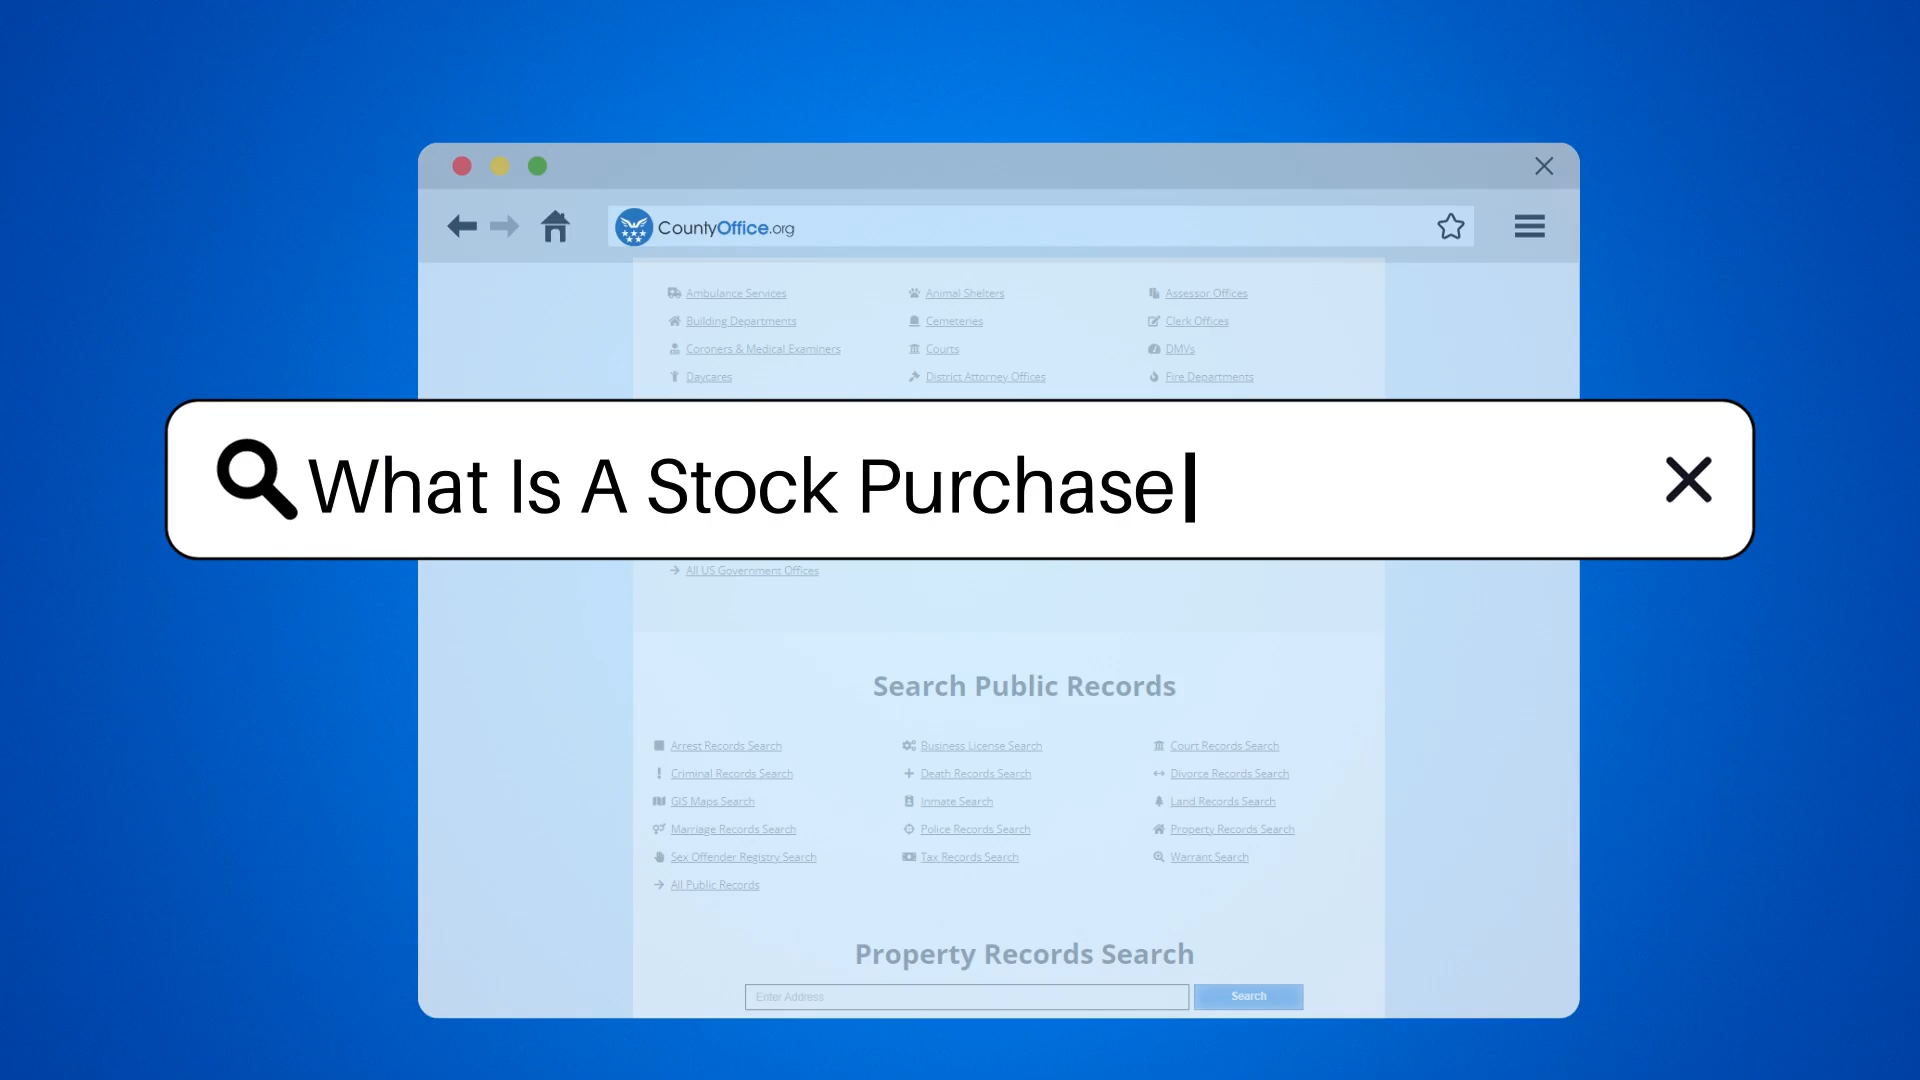 CountyOffice.org
Ambulance Services Animal Shelters Assessor Offices
Building Departments Cemeteries Clerk Offices
Coroners & Medical Examiners Courts DMVs
Daycares District Attorney Offices Fire Departments
What Is A Stock Purchase
All US Government Offices
Search Public Records
Arrest Records Search Business License Search Court Records Search
Criminal Records Search Death Records Search Divorce Records Search
GIS Maps Search Inmate Search Land Records Search
Marriage Records Search Police Records Search Property Records Search
Sex Offender Registry Search Tax Records Search Warrant Search
All Public Records
Property Records Search
Enter Address Search